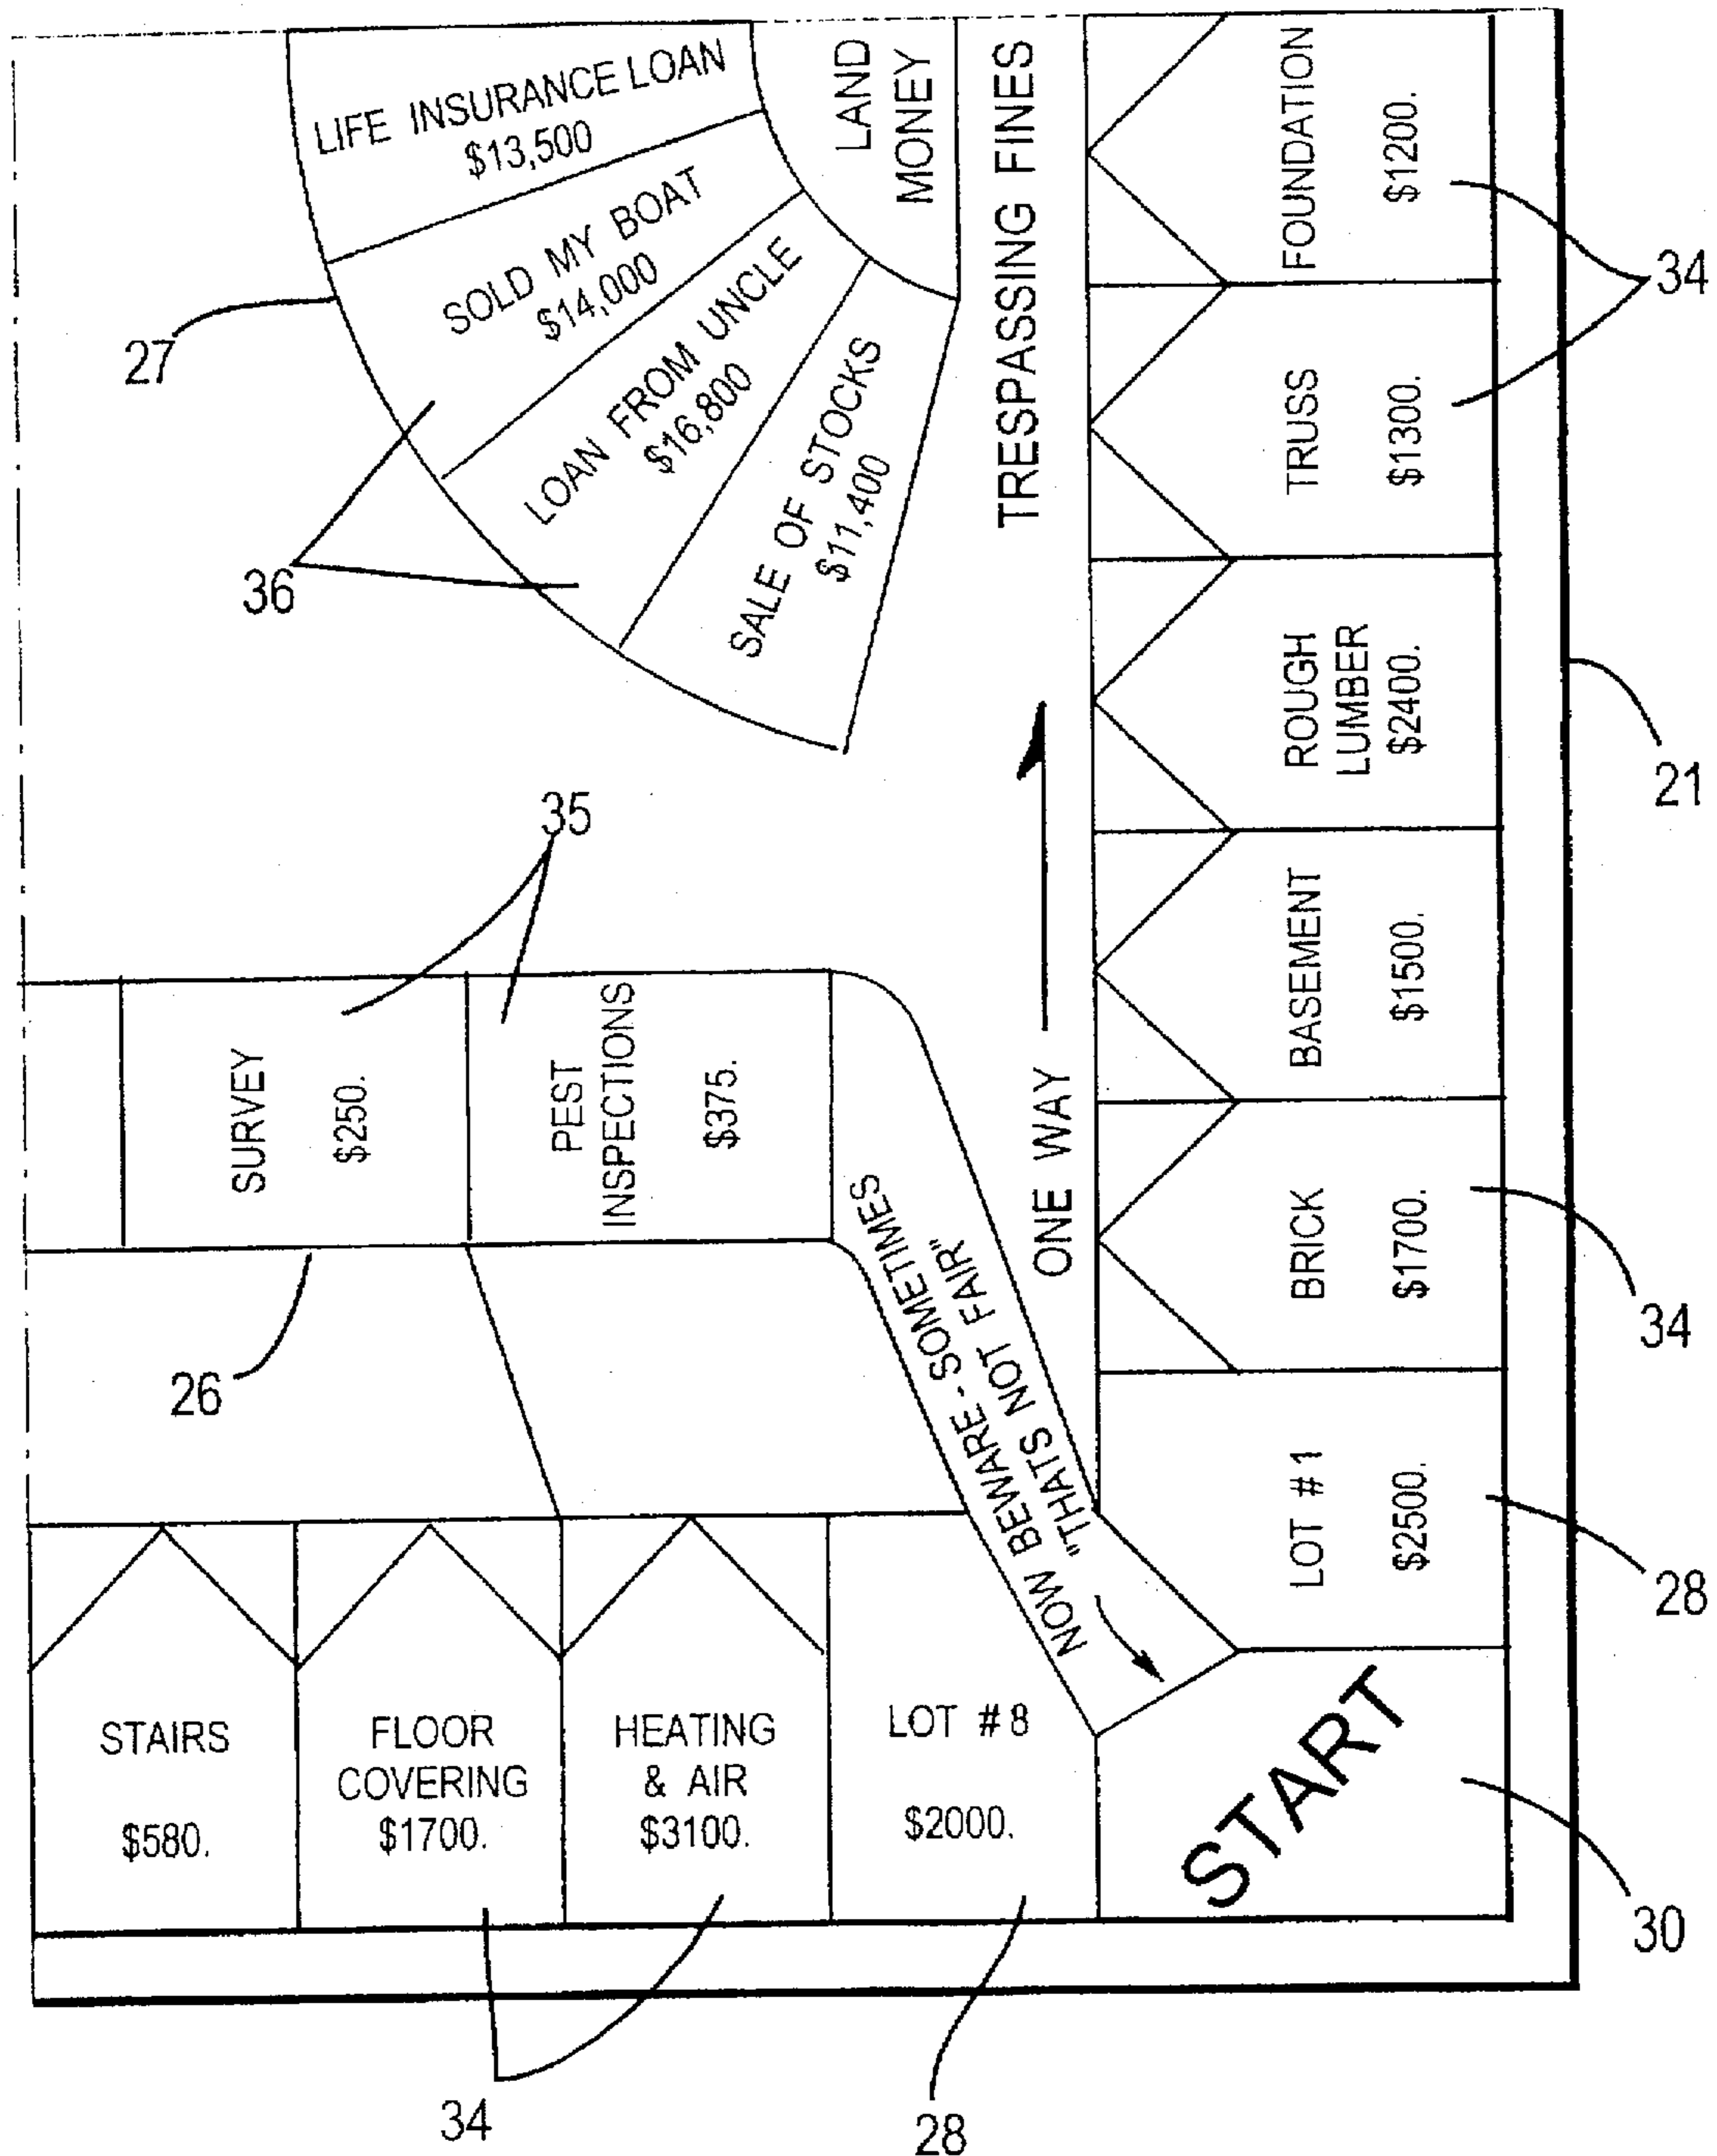 LIFE INSURANCE LOAN
$13,500
SOLD MY BOAT
$14,000
LOAN FROM UNCLE
$16,800
SALE OF STOCKS
$11,400
LAND
MONEY
TRESPASSING FINES
ONE WAY
27
36
35
26
SURVEY
$250.
PEST
INSPECTIONS
$375.
NOW BEWARE - SOMETIMES
"THATS NOT FAIR"
FOUNDATION
$1200.
TRUSS
$1300.
ROUGH
LUMBER
$2400.
BASEMENT
$1500.
BRICK
$1700.
LOT # 1
$2500.
34
21
34
28
30
STAIRS
$580.
FLOOR
COVERING
$1700.
HEATING
& AIR
$3100.
LOT # 8
$2000.
START
34
28